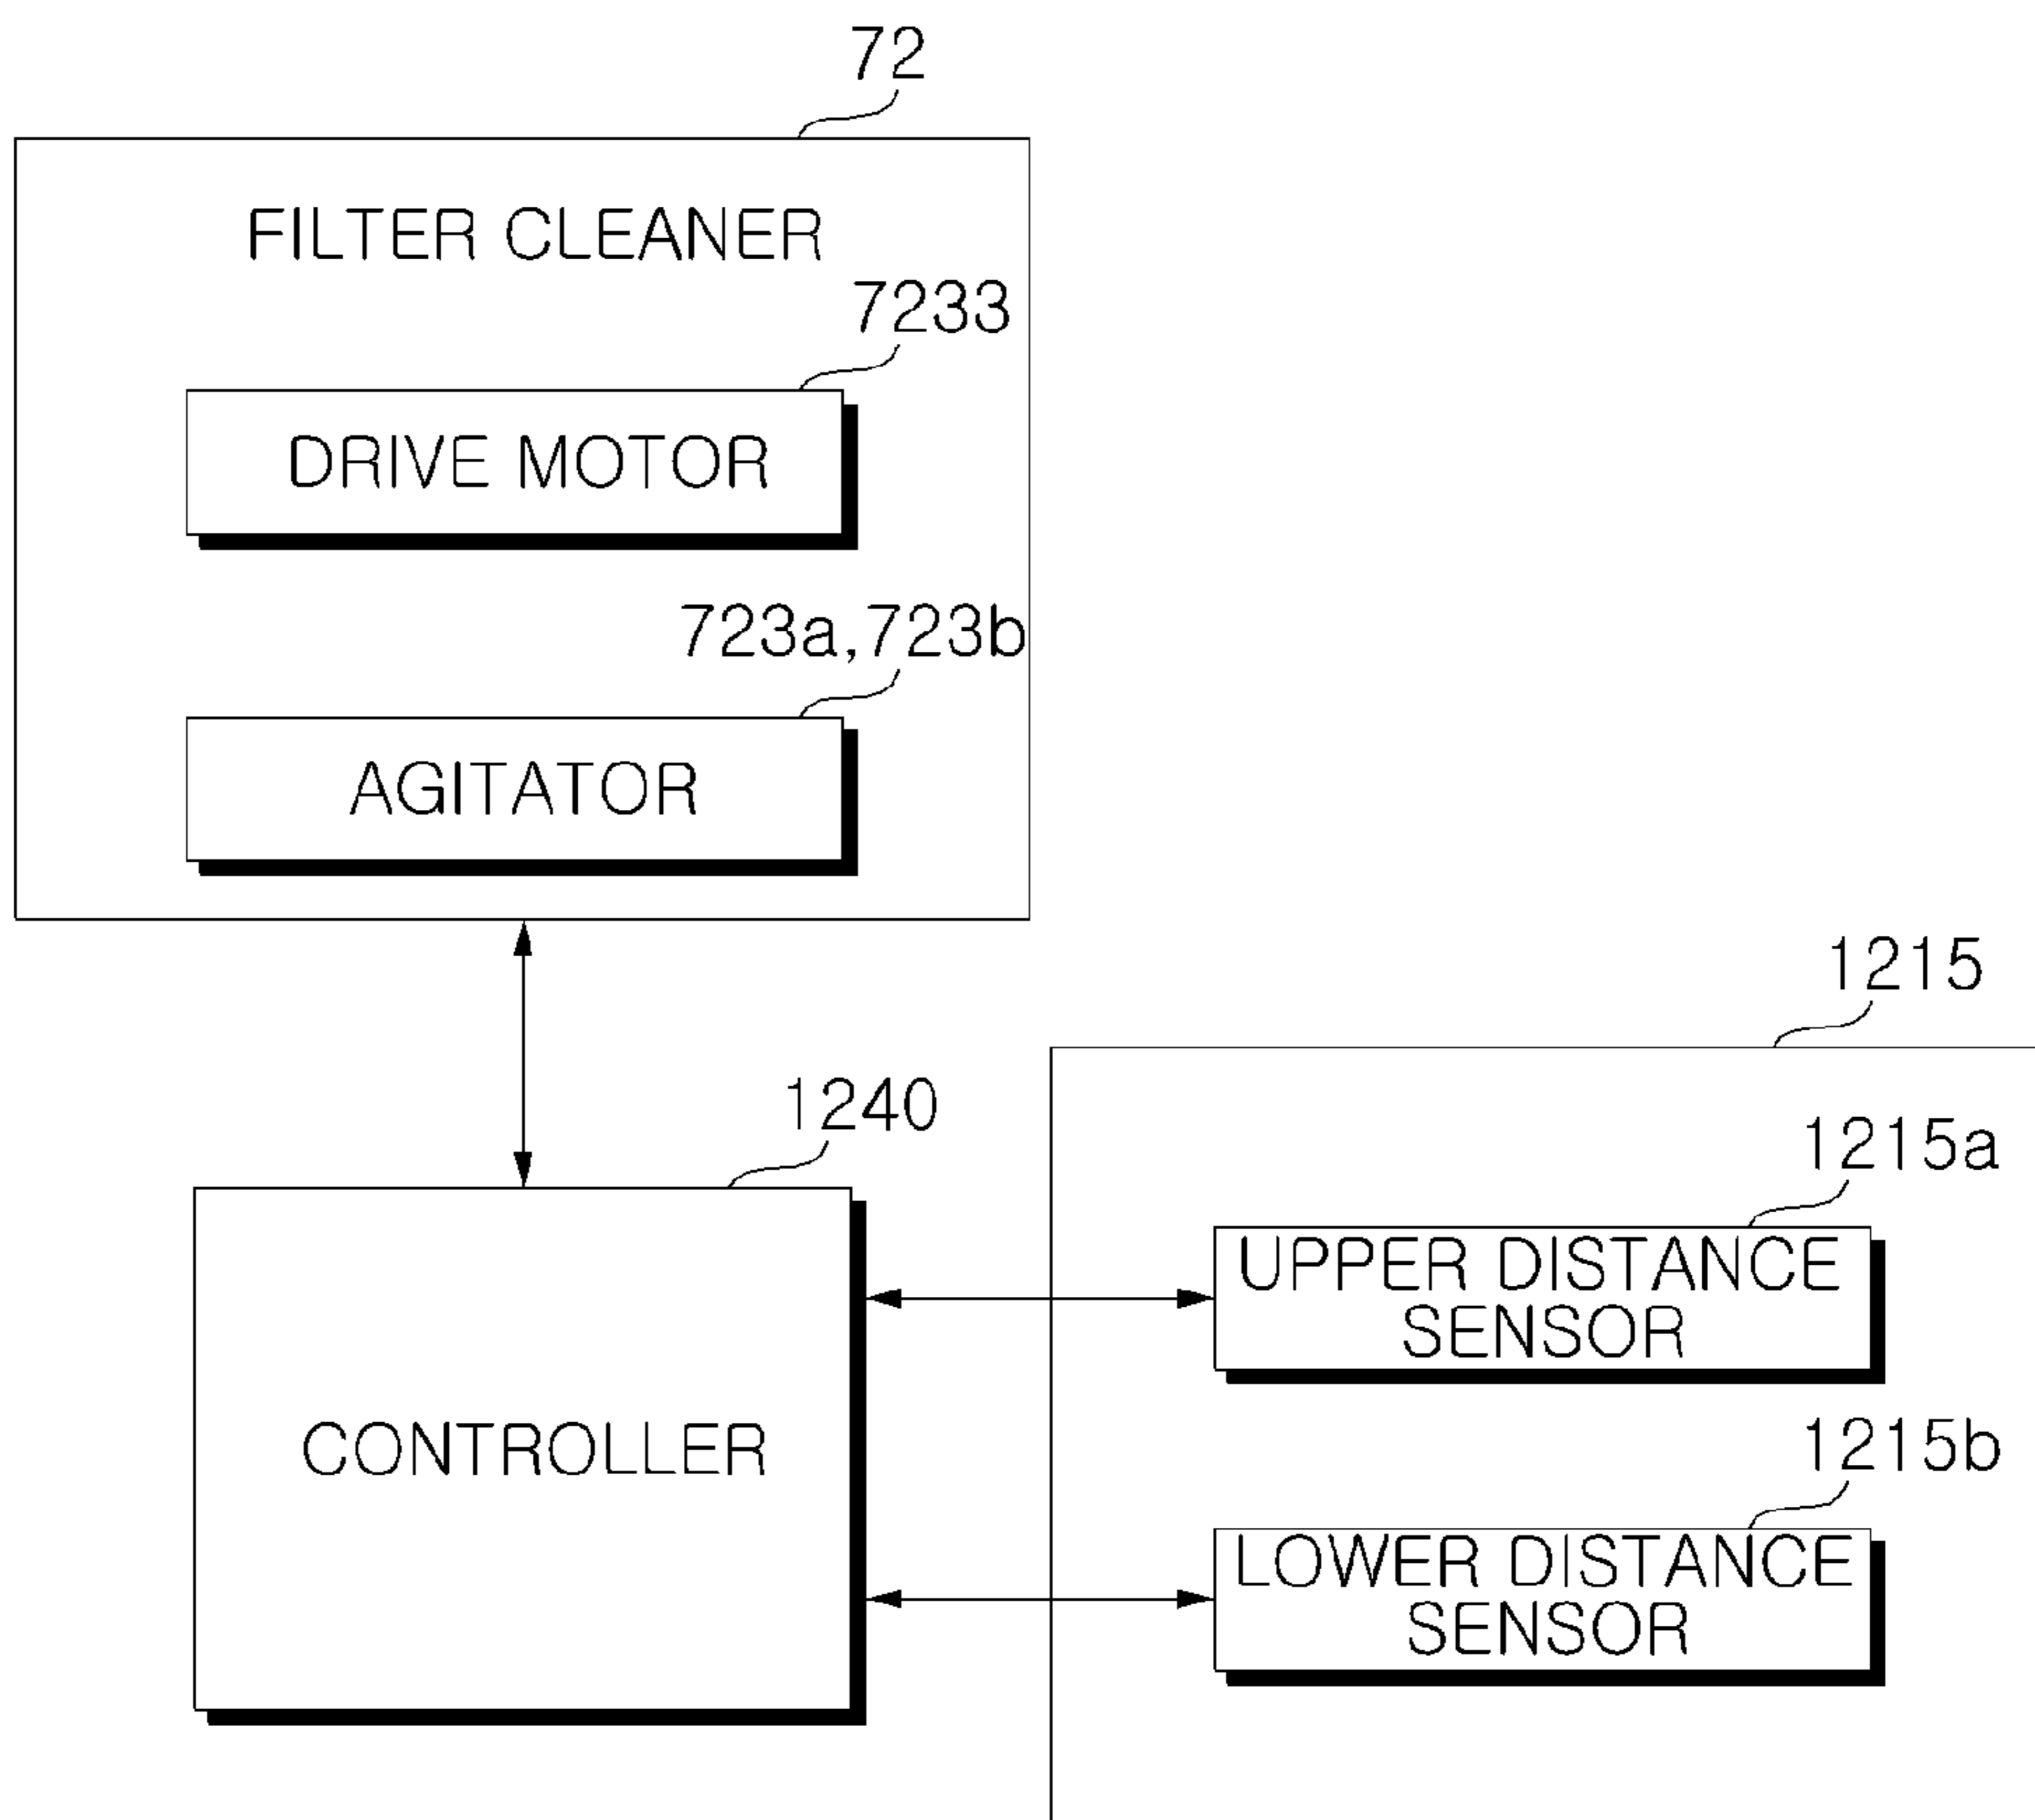 72
FILTER CLEANER
7233
DRIVE MOTOR
723a,723b
AGITATOR
1215
1240
1215a
UPPER DISTANCE
SENSOR
CONTROLLER
1215b
LOWER DISTANCE
SENSOR